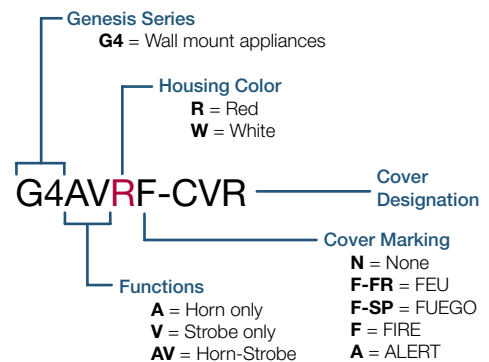 Genesis Series
G4 = Wall mount appliances
Housing Color
R = Red
W = White
G4AVRF-CVR
Cover
Designation
Cover Marking
N = None
F-FR = FEU
F-SP = FUEGO
F = FIRE
A = ALERT
Functions
A = Horn only
V = Strobe only
AV = Horn-Strobe